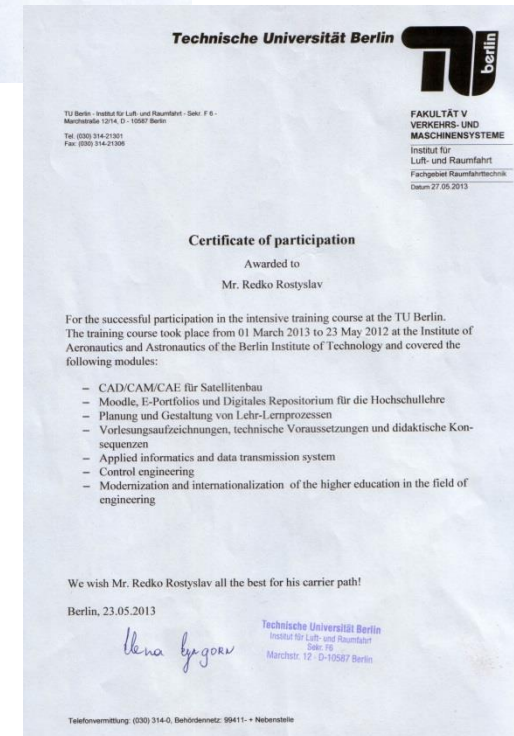 Technische Universität Berlin
berlin
TU Berlin - Institut für Luft- und Raumfahrt - Sekr. F 6 -
Marchstraße 12/14, D - 10587 Berlin
Tel. (030) 314-21301
Fax: (030) 314-21306
FAKULTÄT V
VERKEHRS- UND
MASCHINENSYSTEME
Institut für
Luft- und Raumfahrt
Fachgebiet Raumfahrttechnik
Datum 27.05.2013
Certificate of participation
Awarded to
Mr. Redko Rostyslav
For the successful participation in the intensive training course at the TU Berlin.
The training course took place from 01 March 2013 to 23 May 2012 at the Institute of
Aeronautics and Astronautics of the Berlin Institute of Technology and covered the
following modules:
– CAD/CAM/CAE für Satellitenbau
– Moodle, E-Portfolios und Digitales Repositorium für die Hochschullehre
– Planung und Gestaltung von Lehr-Lernprozessen
– Vorlesungsaufzeichnungen, technische Voraussetzungen und didaktische Kon-
sequenzen
– Applied informatics and data transmission system
– Control engineering
– Modernization and internationalization of the higher education in the field of
engineering
We wish Mr. Redko Rostyslav all the best for his carrier path!
Berlin, 23.05.2013
Technische Universität Berlin
Institut für Luft- und Raumfahrt
Sekr. F6
Marchstr. 12 - D-10587 Berlin
Telefonvermittlung: (030) 314-0, Behördennetz: 99411- + Nebenstelle